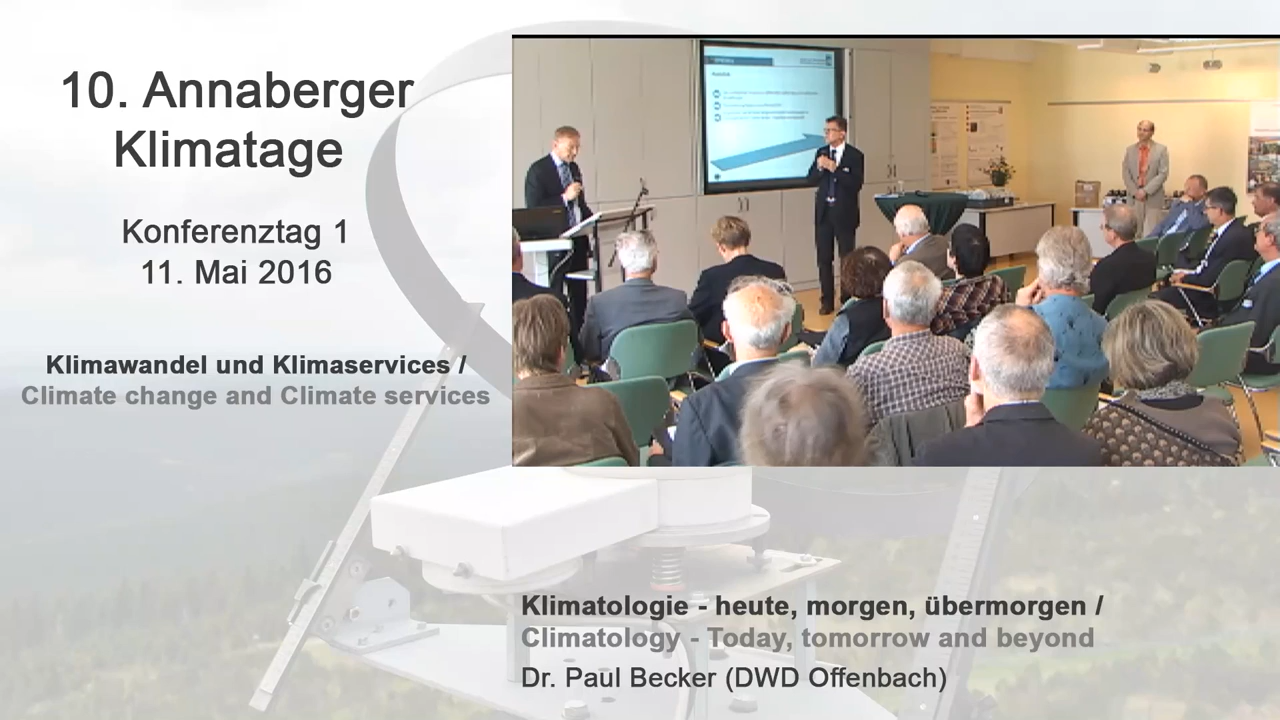 10. Annaberger
Klimatage
Konferenztag 1
11. Mai 2016
Klimawandel und Klimaservices /
Climate change and Climate services
Klimatologie - heute, morgen, übermorgen /
Climatology - Today, tomorrow and beyond
Dr. Paul Becker (DWD Offenbach)